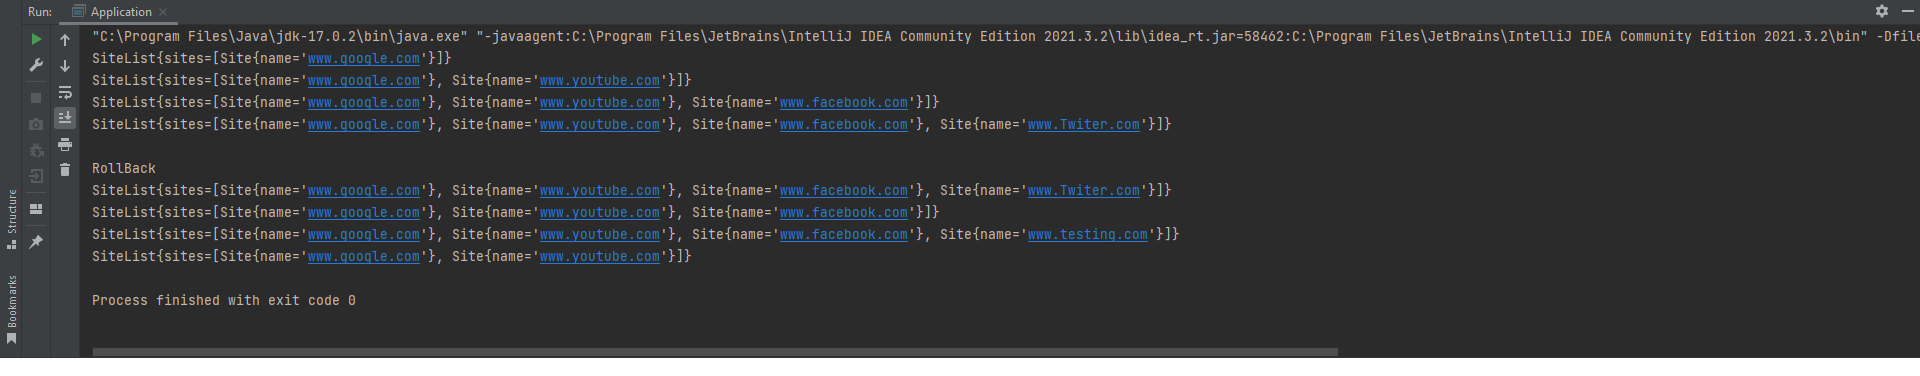 Run: Application
"C:\Program Files\Java\jdk-17.0.2\bin\java.exe" "-javaagent:C:\Program Files\JetBrains\IntelliJ IDEA Community Edition 2021.3.2\lib\idea_rt.jar=58462:C:\Program Files\JetBrains\IntelliJ IDEA Community Edition 2021.3.2\bin" -Dfile
SiteList{sites=[Site{name='www.google.com'}]}
SiteList{sites=[Site{name='www.google.com'}, Site{name='www.youtube.com'}]}
SiteList{sites=[Site{name='www.google.com'}, Site{name='www.youtube.com'}, Site{name='www.facebook.com'}]}
SiteList{sites=[Site{name='www.google.com'}, Site{name='www.youtube.com'}, Site{name='www.facebook.com'}, Site{name='www.Twiter.com'}]}
RollBack
SiteList{sites=[Site{name='www.google.com'}, Site{name='www.youtube.com'}, Site{name='www.facebook.com'}, Site{name='www.Twiter.com'}]}
SiteList{sites=[Site{name='www.google.com'}, Site{name='www.youtube.com'}, Site{name='www.facebook.com'}]}
SiteList{sites=[Site{name='www.google.com'}, Site{name='www.youtube.com'}, Site{name='www.facebook.com'}, Site{name='www.testing.com'}]}
SiteList{sites=[Site{name='www.google.com'}, Site{name='www.youtube.com'}]}
Process finished with exit code 0
Structure
Bookmarks